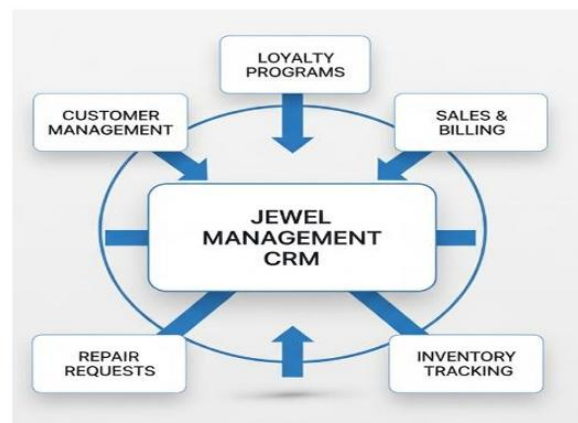 LOYALTY
PROGRAMS
CUSTOMER
MANAGEMENT
SALES &
BILLING
JEWEL
MANAGEMENT
CRM
REPAIR
REQUESTS
INVENTORY
TRACKING